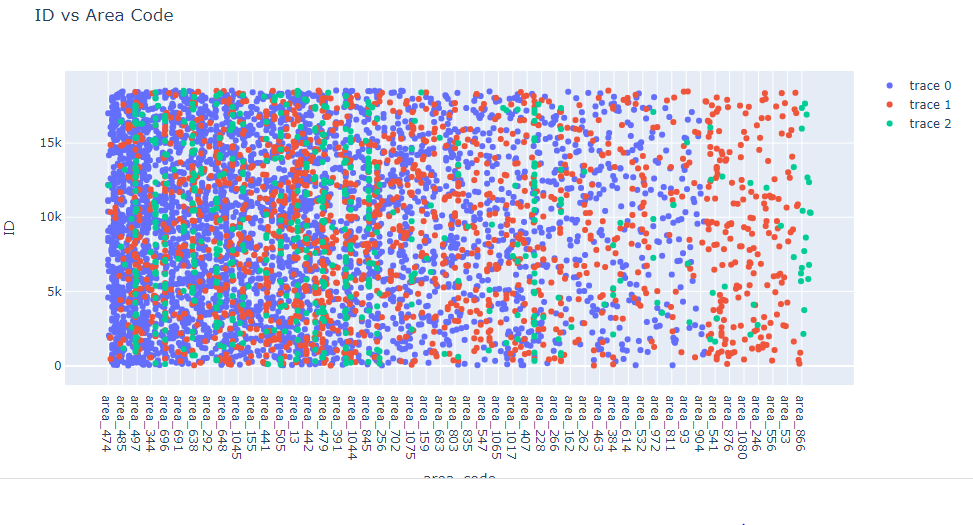 ID vs Area Code
trace 0
trace 1
trace 2
ID
15k
10k
5k
0
area_474
area_485
area_497
area_944
area_696
area_691
area_638
area_292
area_648
area_1045
area_155
area_441
area_305
area_13
area_442
area_479
area_391
area_1044
area_845
area_256
area_702
area_1075
area_159
area_683
area_803
area_835
area_547
area_1065
area_1017
area_407
area_228
area_266
area_162
area_262
area_463
area_384
area_614
area_532
area_972
area_811
area_93
area_904
area_541
area_876
area_1080
area_246
area_556
area_53
area_866
area_code